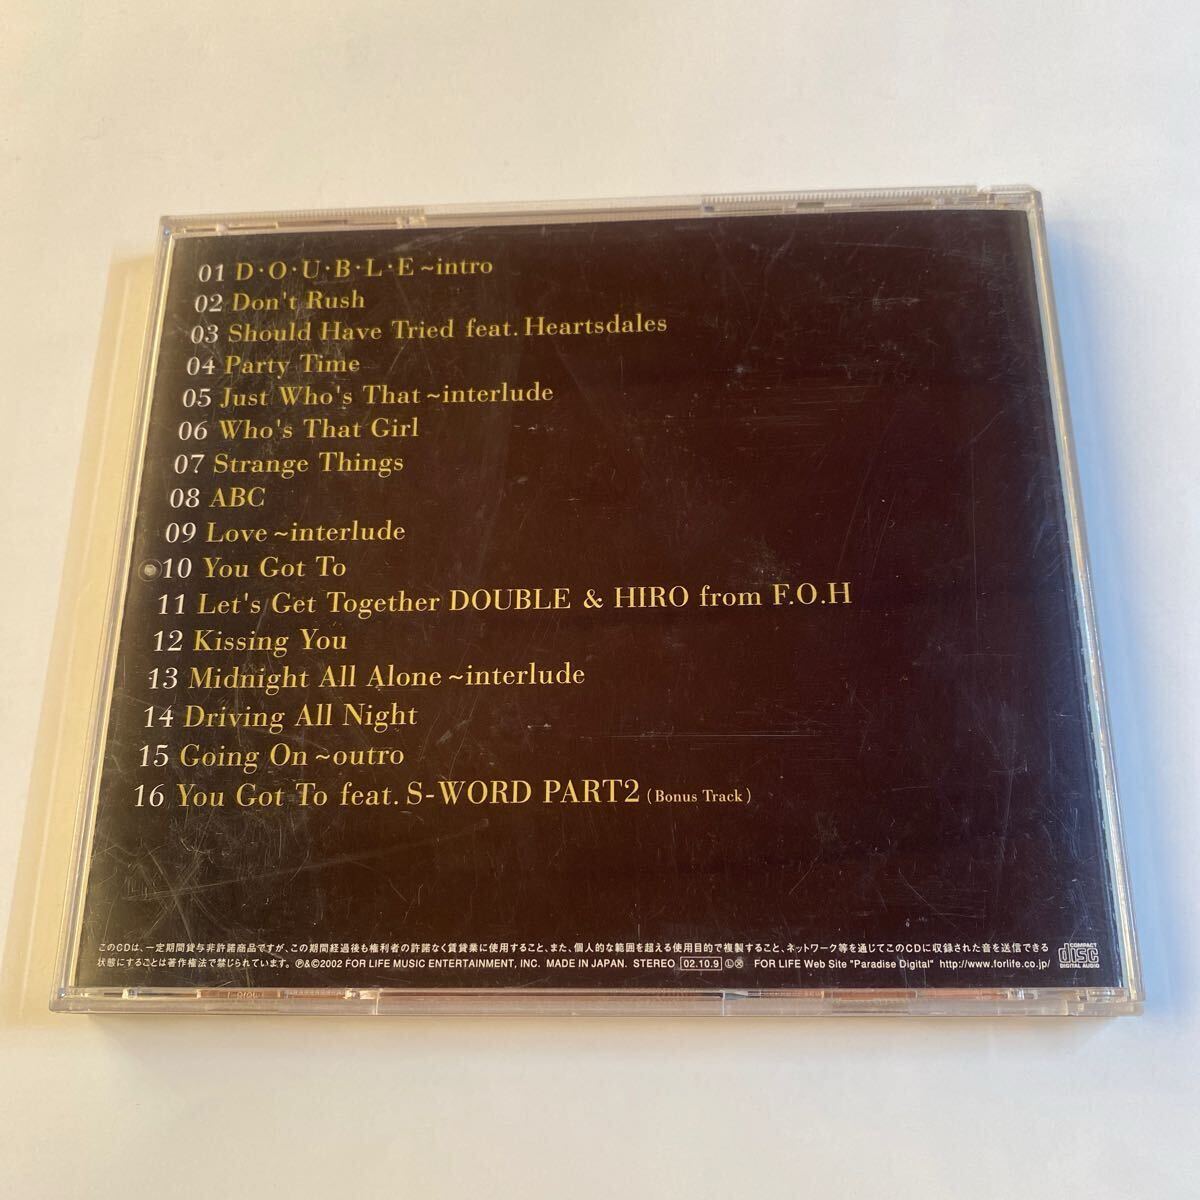 01 D·O·U·B·L·E ~intro
02 Don't Rush
03 Should Have Tried feat. Heartsdales
04 Party Time
05 Just Who's That ~interlude
06 Who's That Girl
07 Strange Things
08 ABC
09 Love ~interlude
10 You Got To
11 Let's Get Together DOUBLE & HIRO from F.O.H
12 Kissing You
13 Midnight All Alone ~interlude
14 Driving All Night
15 Going On ~outro
16 You Got To feat. S-WORD PART2 (Bonus Track)
このCDは、一定期間貸与非許諾商品ですが、この期間経過後も権利者の許諾なく賃貸業に使用すること、また、個人的な範囲を超える使用目的で複製すること、ネットワーク等を通じてこのCDに収録された音を送信できる
状態にすることは著作権法で禁じられています。 ℗&©2002 FOR LIFE MUSIC ENTERTAINMENT, INC. MADE IN JAPAN. STEREO 02.10.9 Ⓛ FOR LIFE Web Site "Paradise Digital" http://www.forlife.co.jp/
COMPACT
disc
DIGITAL AUDIO